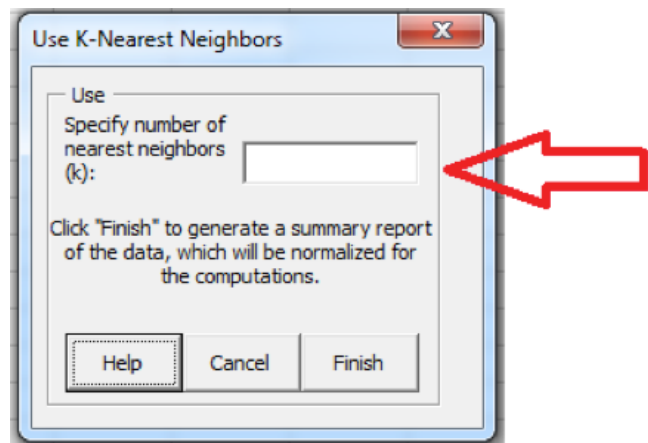 Use K-Nearest Neighbors
X
Use
Specify number of
nearest neighbors
(k):
Click "Finish" to generate a summary report
of the data, which will be normalized for
the computations.
Help Cancel Finish